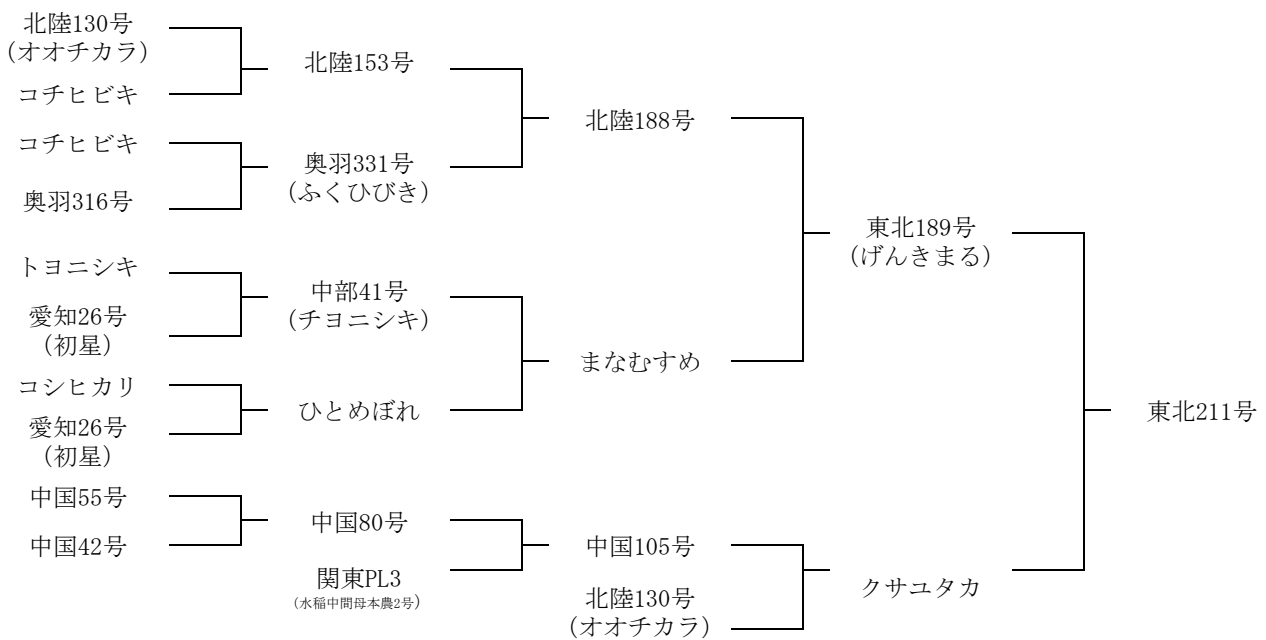 北陸130号
(オオチカラ)
コチヒビキ
北陸153号
コチヒビキ
奥羽316号
奥羽331号
(ふくひびき)
北陸188号
トヨニシキ
愛知26号
(初星)
中部41号
(チヨニシキ)
コシヒカリ
愛知26号
(初星)
ひとめぼれ
まなむすめ
東北189号
(げんきまる)
中国55号
中国42号
中国80号
関東PL3
(水稲中間母本農2号)
中国105号
北陸130号
(オオチカラ)
クサユタカ
東北211号